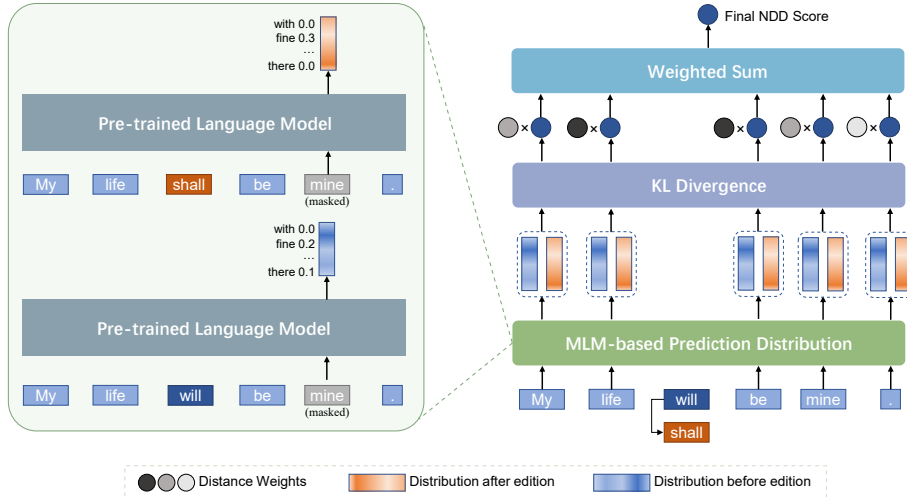 with 0.0
fine 0.3
...
there 0.0
Pre-trained Language Model
My life shall be mine .
(masked)
with 0.0
fine 0.2
...
there 0.1
Pre-trained Language Model
My life will be mine .
(masked)
Final NDD Score
Weighted Sum
× × × × ×
KL Divergence
MLM-based Prediction Distribution
My life will be mine .
shall
Distance Weights Distribution after edition Distribution before edition